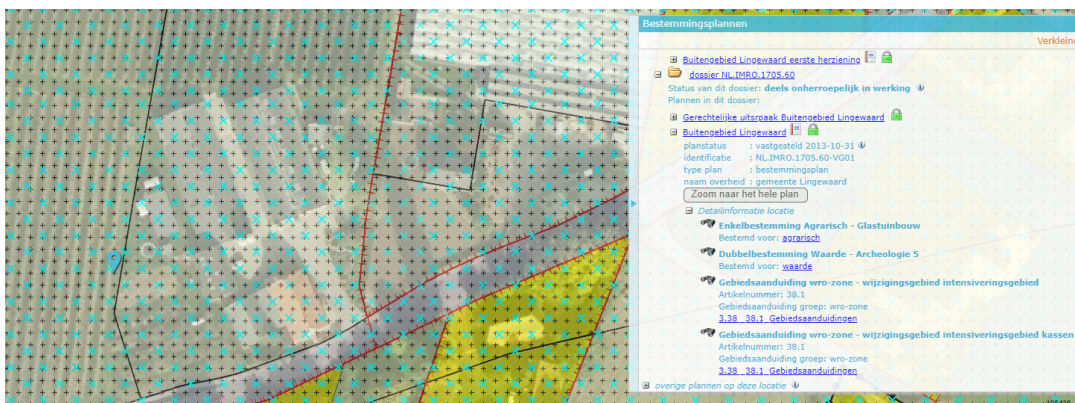 Bestemmingsplannen
Verklein
Buitengebied Lingewaard eerste herziening
dossier NL.IMRO.1705.60
Status van dit dossier: deels onherroepelijk in werking
Plannen in dit dossier:
Gerechtelijke uitsrpaak Buitengebied Lingewaard
Buitengebied Lingewaard
planstatus : vastgesteld 2013-10-31
identificatie : NL.IMRO.1705.60-VG01
type plan : bestemmingsplan
naam overheid : gemeente Lingewaard
Zoom naar het hele plan
Detailinformatie locatie
Enkelbestemming Agrarisch - Glastuinbouw
Bestemd voor: agrarisch
Dubbelbestemming Waarde - Archeologie 5
Bestemd voor: waarde
Gebiedsaanduiding wro-zone - wijzigingsgebied intensiveringsgebied
Artikelnummer: 38.1
Gebiedsaanduiding groep: wro-zone
3.38 38.1 Gebiedsaanduidingen
Gebiedsaanduiding wro-zone - wijzigingsgebied intensiveringsgebied kassen
Artikelnummer: 38.1
Gebiedsaanduiding groep: wro-zone
3.38 38.1 Gebiedsaanduidingen
overige plannen op deze locatie